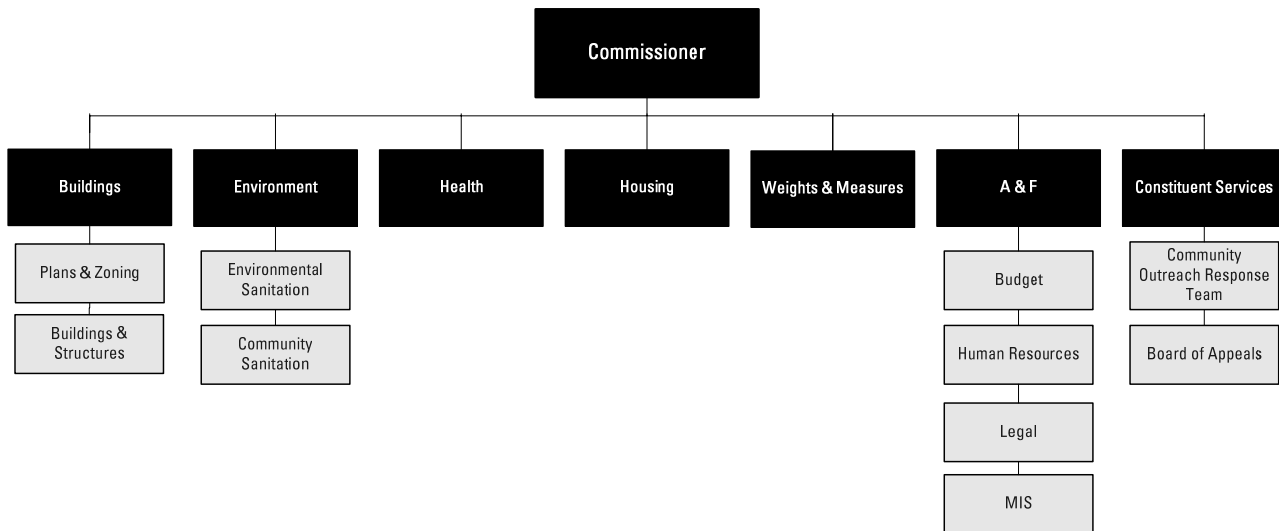 Commissioner
Buildings
Environment
Health
Housing
Weights & Measures
A & F
Constituent Services
Plans & Zoning
Buildings &
Structures
Environmental
Sanitation
Community
Sanitation
Budget
Human Resources
Legal
MIS
Community
Outreach Response
Team
Board of Appeals